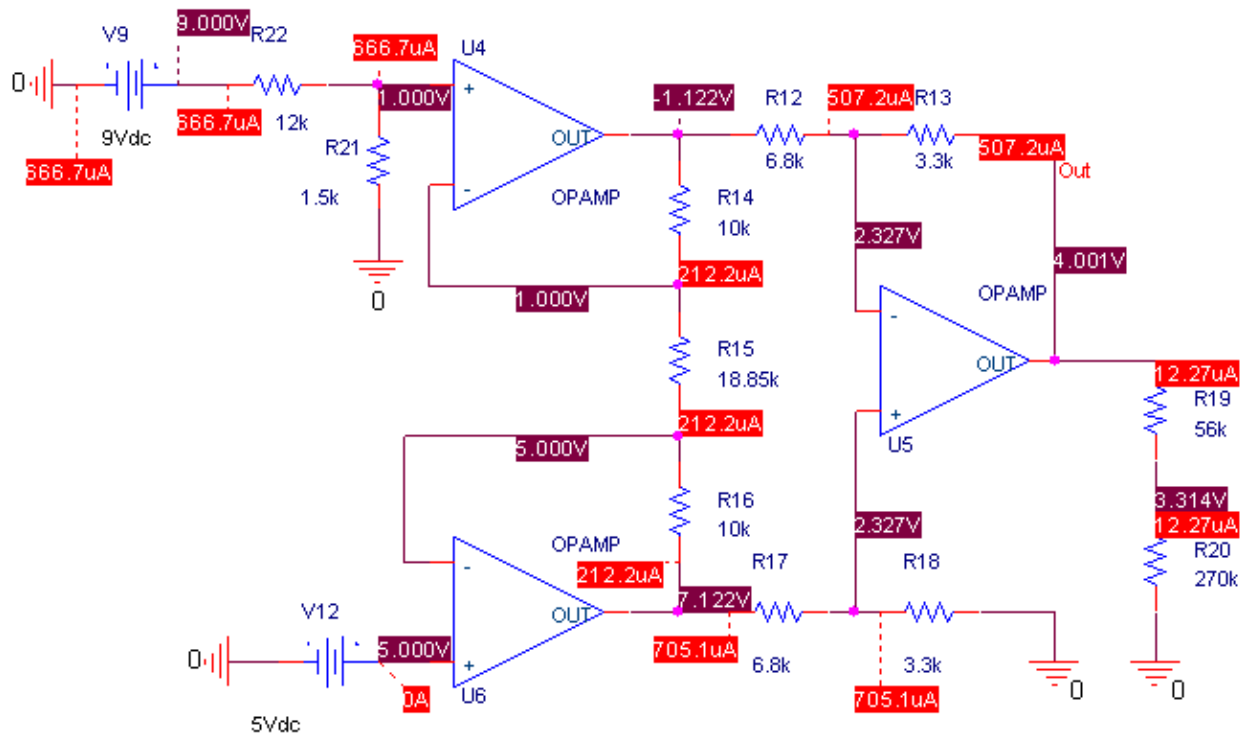 9.000V
V9
R22
666.7uA
U4
0
+
1.000V
-1.122V
R12
507.2uA
R13
666.7uA
12k
OUT
9Vdc
R21
6.8k
3.3k
507.2uA
666.7uA
Out
1.5k
-
OPAMP
R14
10k
2.327V
4.001V
212.2uA
0
1.000V
OPAMP
-
R15
18.85k
OUT
12.27uA
R19
212.2uA
+
56k
5.000V
U5
R16
3.314V
10k
2.327V
12.27uA
OPAMP
R17
R18
R20
-
212.2uA
270k
7.122V
V12
OUT
0
5.000V
705.1uA
6.8k
3.3k
+
U6
0
0
0A
705.1uA
5Vdc